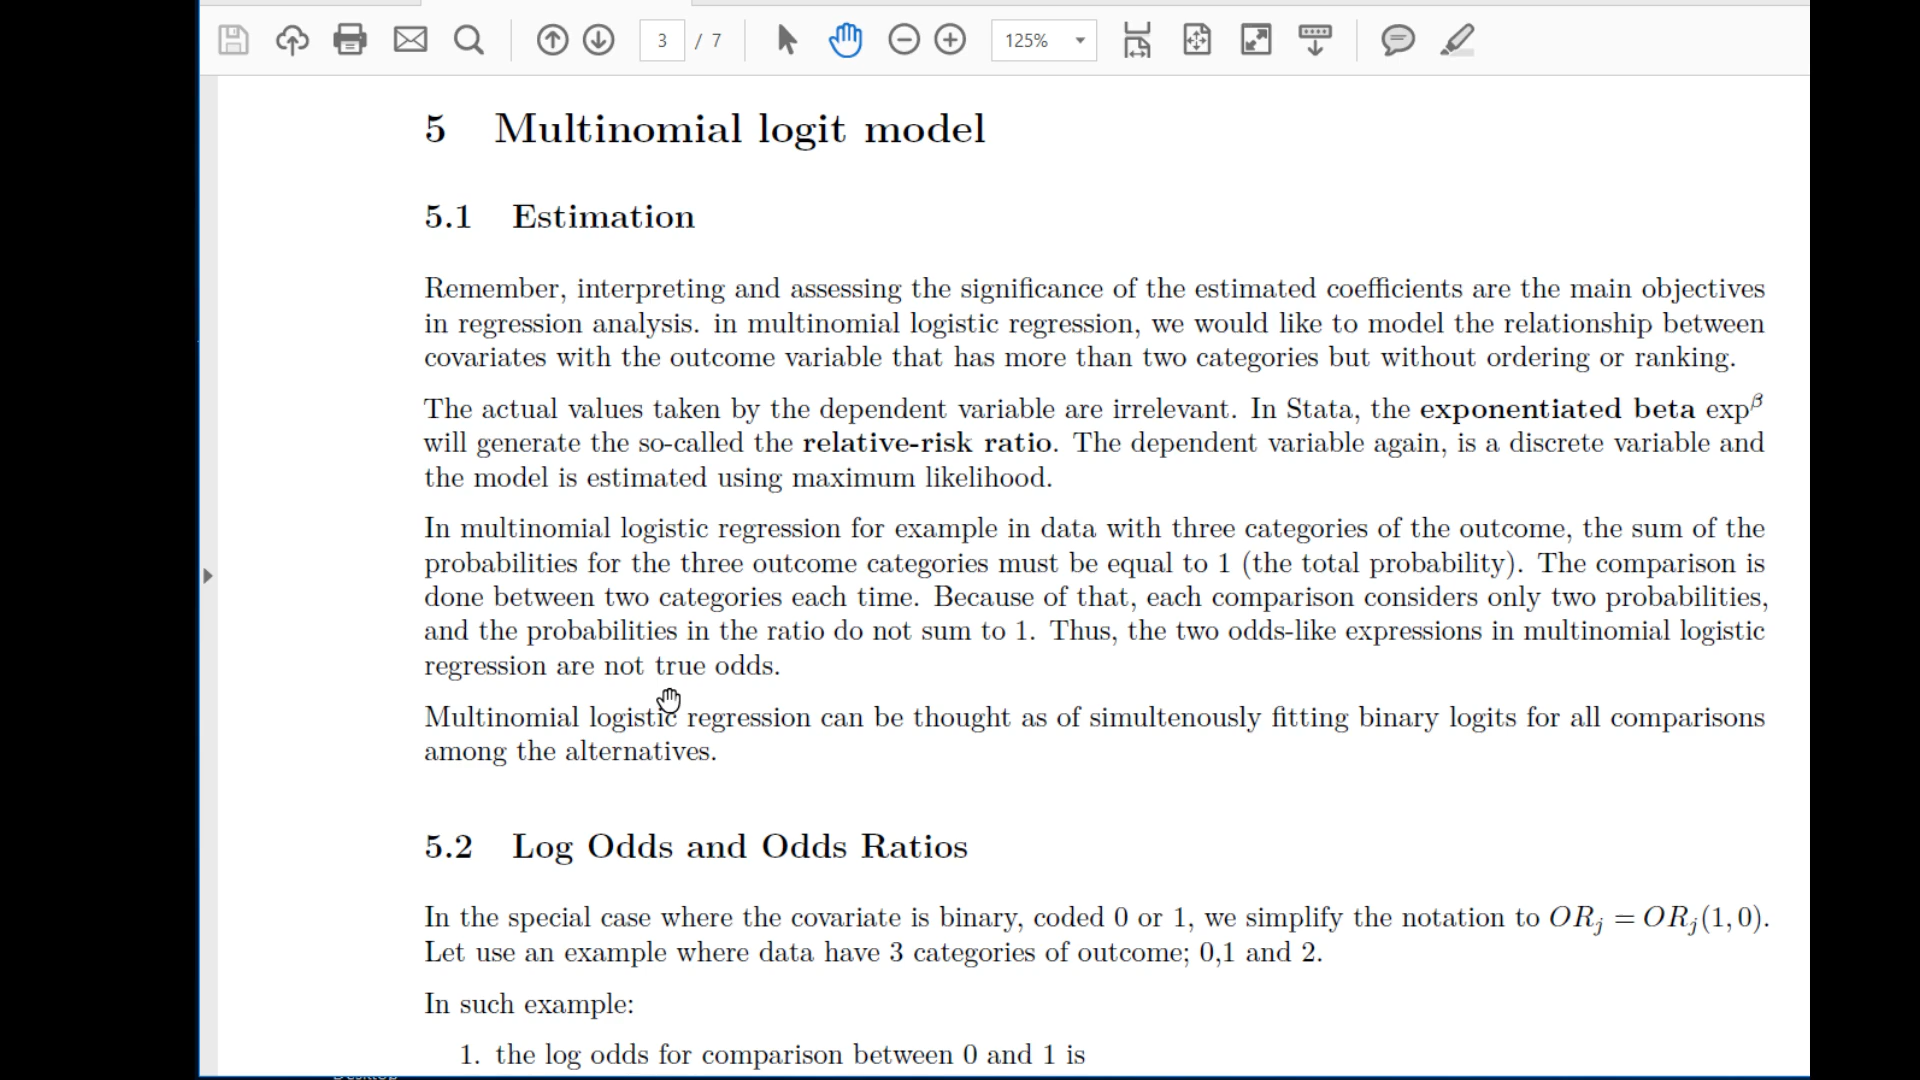 3 / 7 125%
5 Multinomial logit model
5.1 Estimation
Remember, interpreting and assessing the significance of the estimated coefficients are the main objectives
in regression analysis. in multinomial logistic regression, we would like to model the relationship between
covariates with the outcome variable that has more than two categories but without ordering or ranking.
The actual values taken by the dependent variable are irrelevant. In Stata, the exponentiated beta exp^β
will generate the so-called the relative-risk ratio. The dependent variable again, is a discrete variable and
the model is estimated using maximum likelihood.
In multinomial logistic regression for example in data with three categories of the outcome, the sum of the
probabilities for the three outcome categories must be equal to 1 (the total probability). The comparison is
done between two categories each time. Because of that, each comparison considers only two probabilities,
and the probabilities in the ratio do not sum to 1. Thus, the two odds-like expressions in multinomial logistic
regression are not true odds.
Multinomial logistic regression can be thought as of simultenously fitting binary logits for all comparisons
among the alternatives.
5.2 Log Odds and Odds Ratios
In the special case where the covariate is binary, coded 0 or 1, we simplify the notation to OR_j = OR_j(1, 0).
Let use an example where data have 3 categories of outcome; 0,1 and 2.
In such example:
1. the log odds for comparison between 0 and 1 is